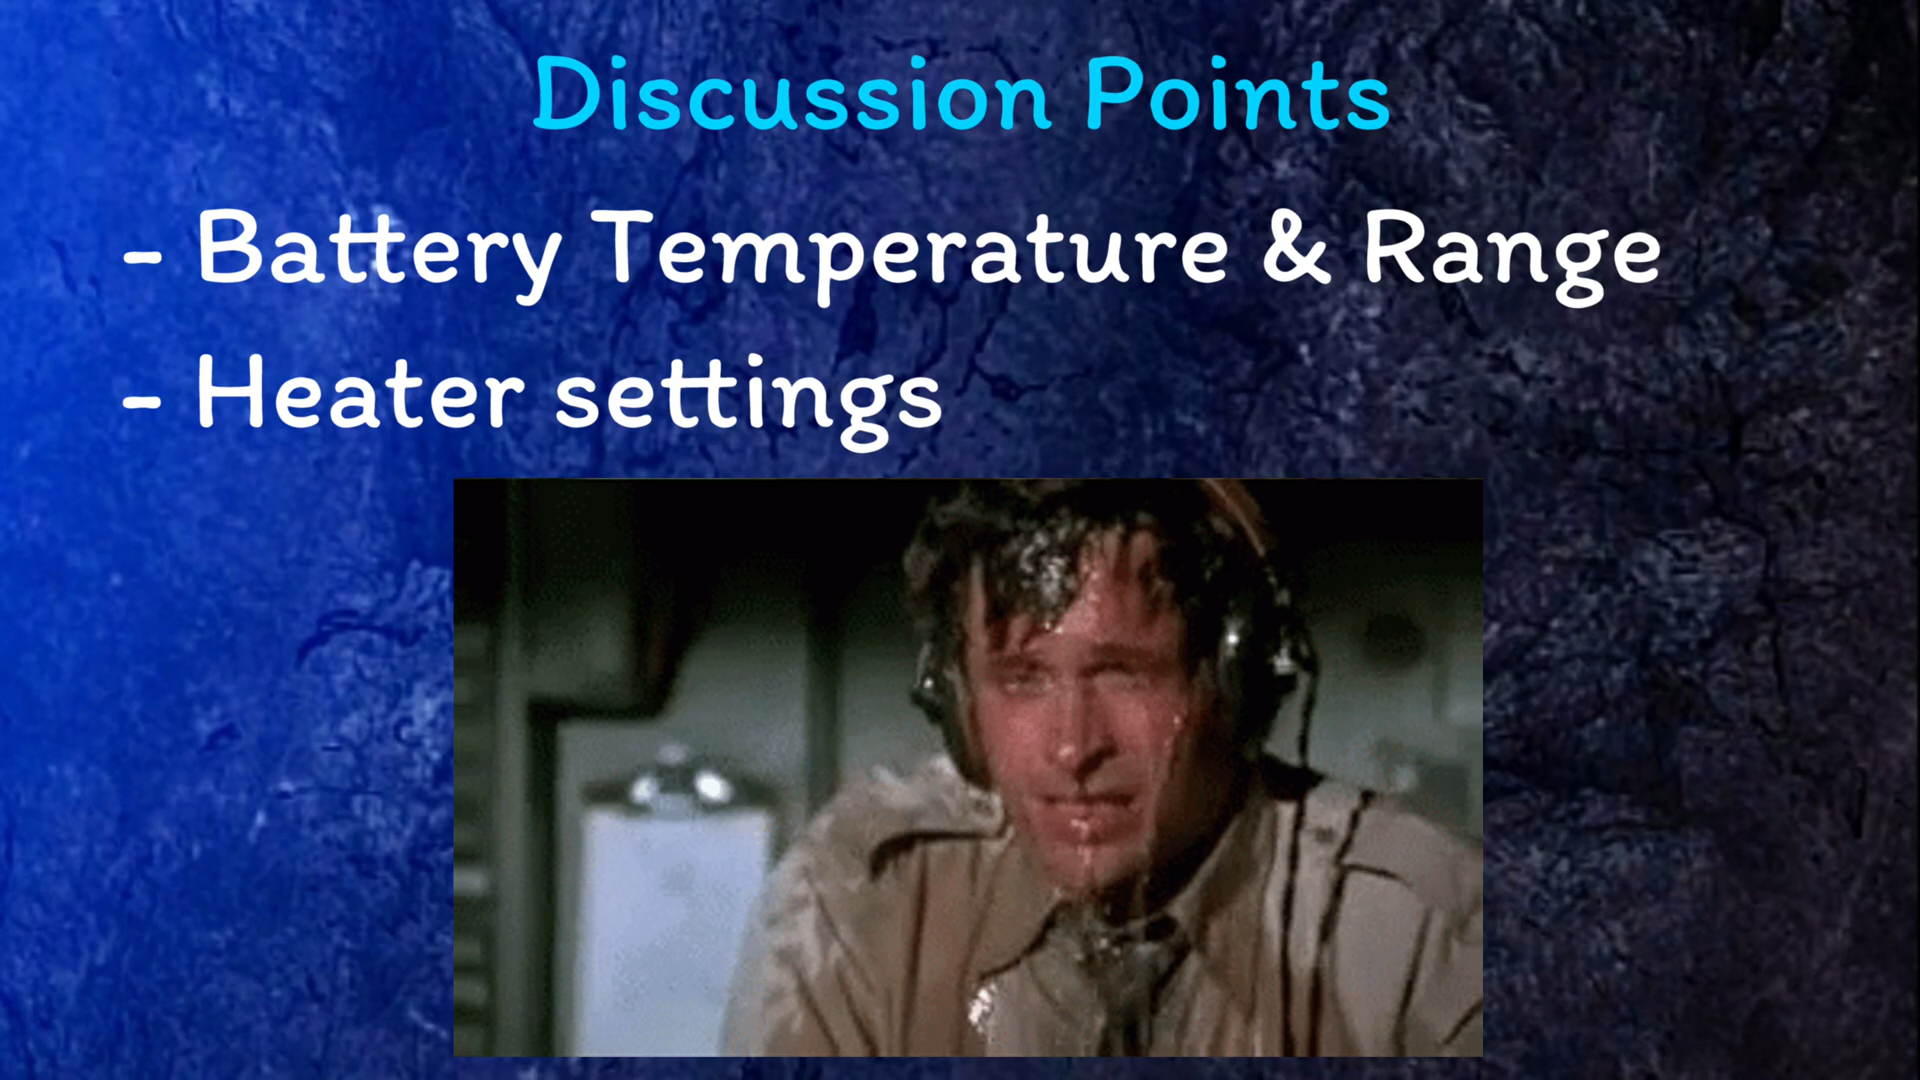 Discussion Points
- Battery Temperature & Range
- Heater settings